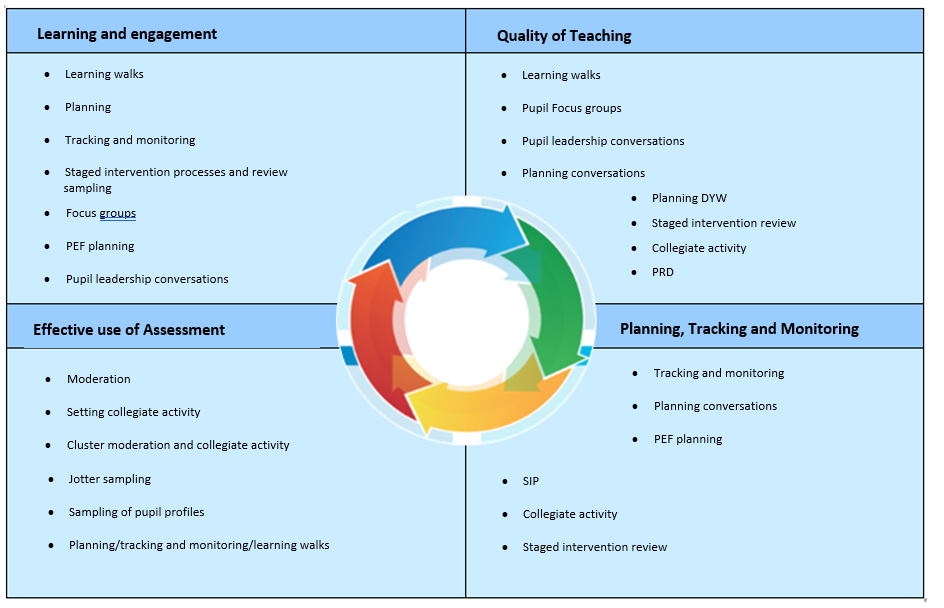 Learning and engagement
Learning walks
Planning
Tracking and monitoring
Staged intervention processes and review
sampling
Focus groups
PEF planning
Pupil leadership conversations
Quality of Teaching
Learning walks
Pupil Focus groups
Pupil leadership conversations
Planning conversations
Planning DYW
Staged intervention review
Collegiate activity
PRD
Effective use of Assessment
Moderation
Setting collegiate activity
Cluster moderation and collegiate activity
Jotter sampling
Sampling of pupil profiles
Planning/tracking and monitoring/learning walks
Planning, Tracking and Monitoring
Tracking and monitoring
Planning conversations
PEF planning
SIP
Collegiate activity
Staged intervention review